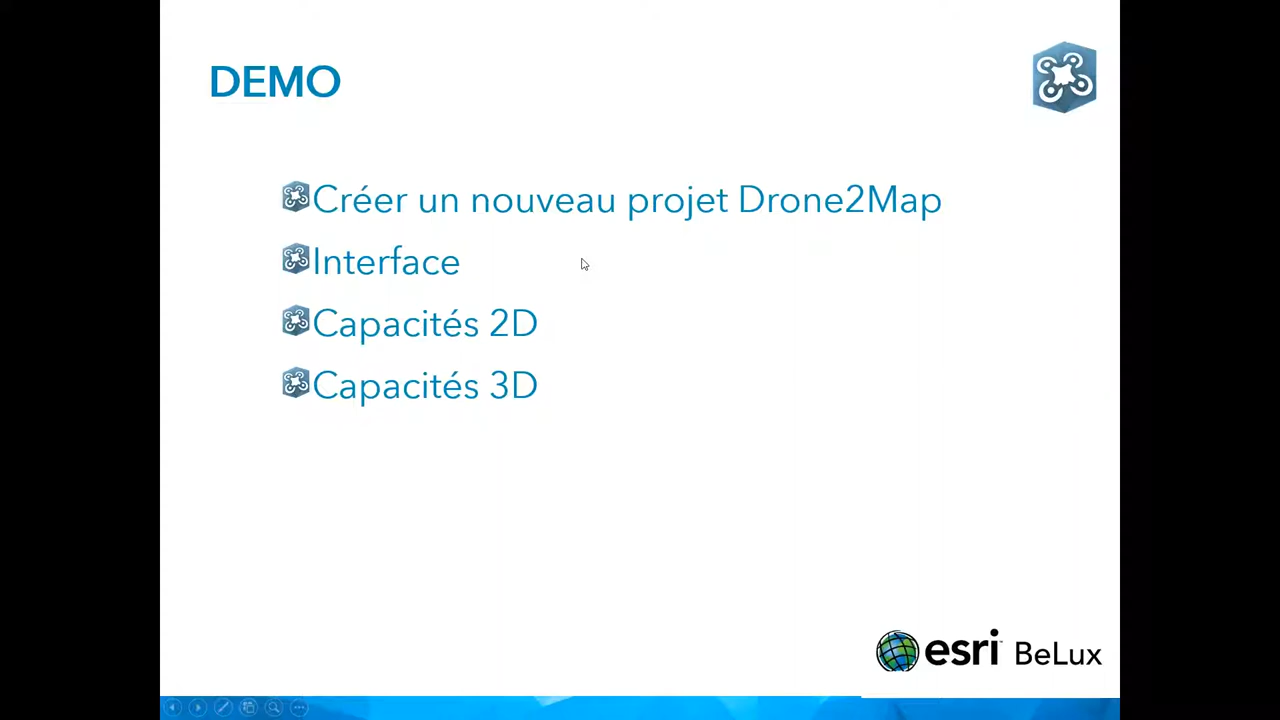 DEMO
Créer un nouveau projet Drone2Map
Interface
Capacités 2D
Capacités 3D
esri BeLux